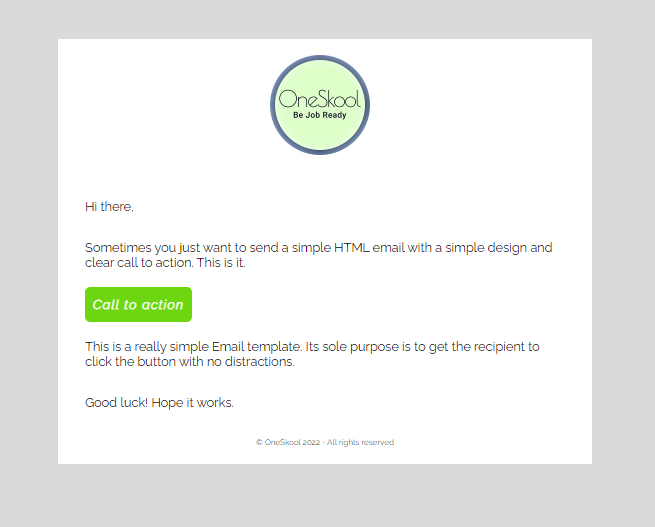 OneSkool
Be Job Ready
Hi there,
Sometimes you just want to send a simple HTML email with a simple design and
clear call to action. This is it.
Call to action
This is a really simple Email template. Its sole purpose is to get the recipient to
click the button with no distractions.
Good luck! Hope it works.
© OneSkool 2022 - All rights reserved